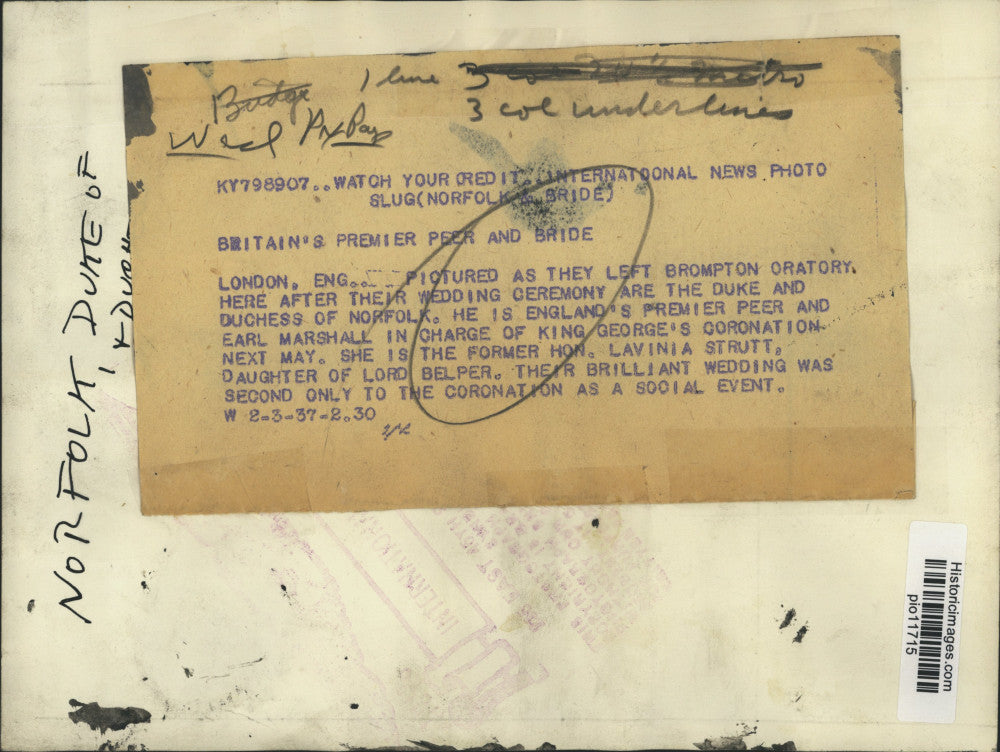 1 line 3
3 col underlines
Wed
KY798907..WATCH YOUR CREDIT..INTERNATOONAL NEWS PHOTO
SLUG(NORFOLK & BRIDE)
BRITAIN'S PREMIER PEER AND BRIDE
LONDON, ENG.... PICTURED AS THEY LEFT BROMPTON ORATORY
HERE AFTER THEIR WEDDING CEREMONY ARE THE DUKE AND
DUCHESS OF NORFOLK. HE IS ENGLAND'S PREMIER PEER AND
EARL MARSHALL IN CHARGE OF KING GEORGE'S CORONATION
NEXT MAY. SHE IS THE FORMER HON. LAVINIA STRUTT,
DAUGHTER OF LORD BELPER. THEIR BRILLIANT WEDDING WAS
SECOND ONLY TO THE CORONATION AS A SOCIAL EVENT.
W 2-3-37-2.30
NORFOLK, DUKE OF
INTERNATIONAL
Historicimages.com
pio11715